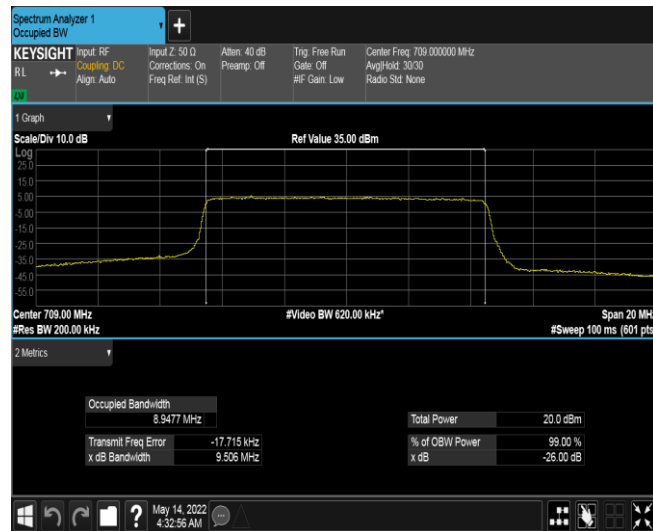 Spectrum Analyzer 1
Occupied BW
+
KEYSIGHT Input: RF Input Z: 50 Ω Atten: 40 dB Trig: Free Run Center Freq: 709.000000 MHz
RL Coupling: DC Corrections: On Preamp: Off Gate: Off Avg|Hold: 30/30
Align: Auto Freq Ref: Int (S) #IF Gain: Low Radio Std: None
1 Graph
Scale/Div 10.0 dB Ref Value 35.00 dBm
Log
25.0
15.0
5.00
-5.00
-15.0
-25.0
-35.0
-45.0
-55.0
Center 709.00 MHz #Video BW 620.00 kHz* Span 20 MH
#Res BW 200.00 kHz #Sweep 100 ms (601 pts
2 Metrics
Occupied Bandwidth
8.9477 MHz Total Power 20.0 dBm
Transmit Freq Error -17.715 kHz % of OBW Power 99.00 %
x dB Bandwidth 9.506 MHz x dB -26.00 dB
? May 14, 2022
4:32:56 AM